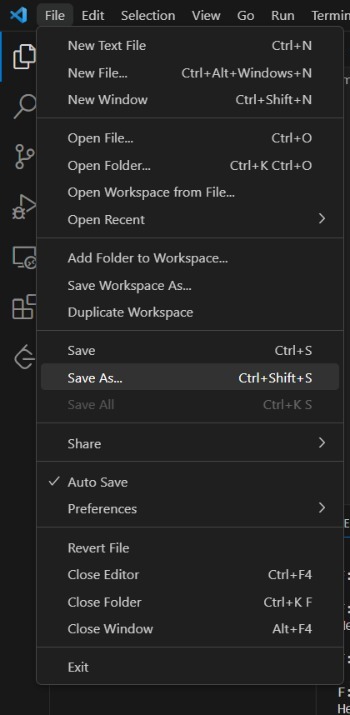 File Edit Selection View Go Run Termin
New Text File Ctrl+N
New File... Ctrl+Alt+Windows+N
New Window Ctrl+Shift+N
Open File... Ctrl+O
Open Folder... Ctrl+K Ctrl+O
Open Workspace from File...
Open Recent
Add Folder to Workspace...
Save Workspace As...
Duplicate Workspace
Save Ctrl+S
Save As... Ctrl+Shift+S
Save All Ctrl+K S
Share
Auto Save
Preferences
Revert File
Close Editor Ctrl+F4
Close Folder Ctrl+K F
Close Window Alt+F4
Exit
F:
He